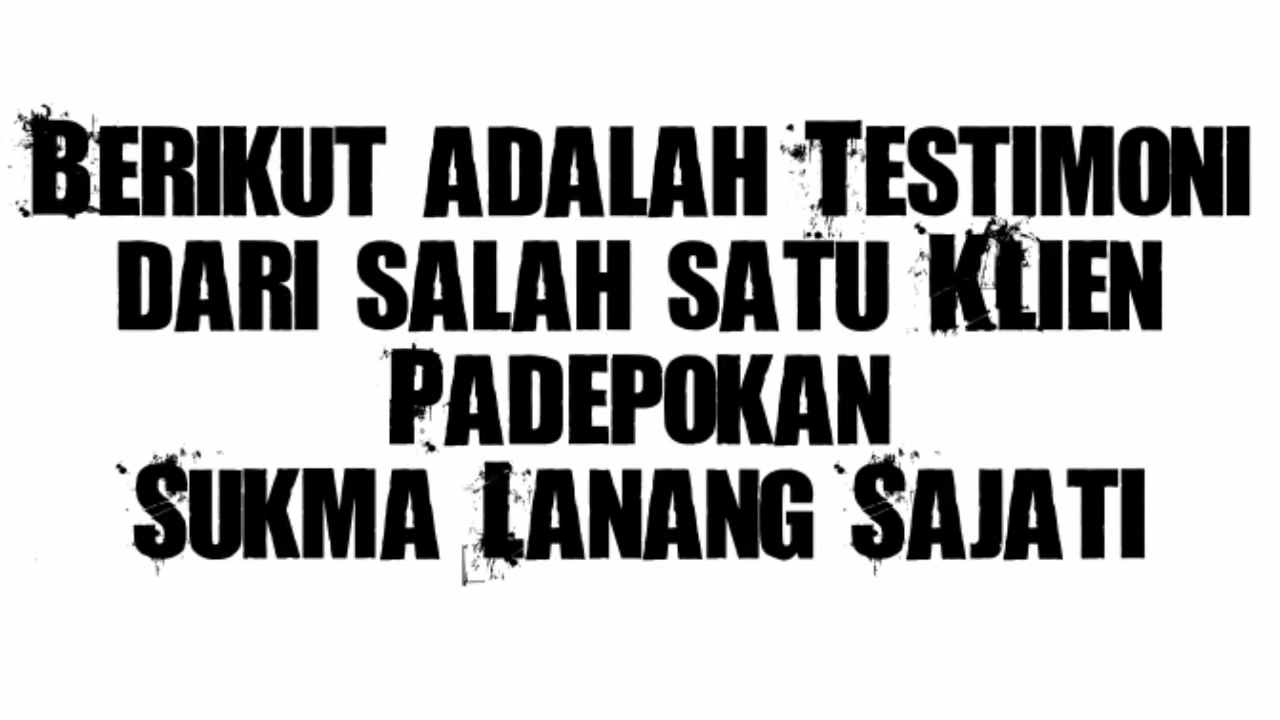 Berikut adalah Testimoni
dari salah satu Klien
Padepokan
Sukma Lanang Sajati